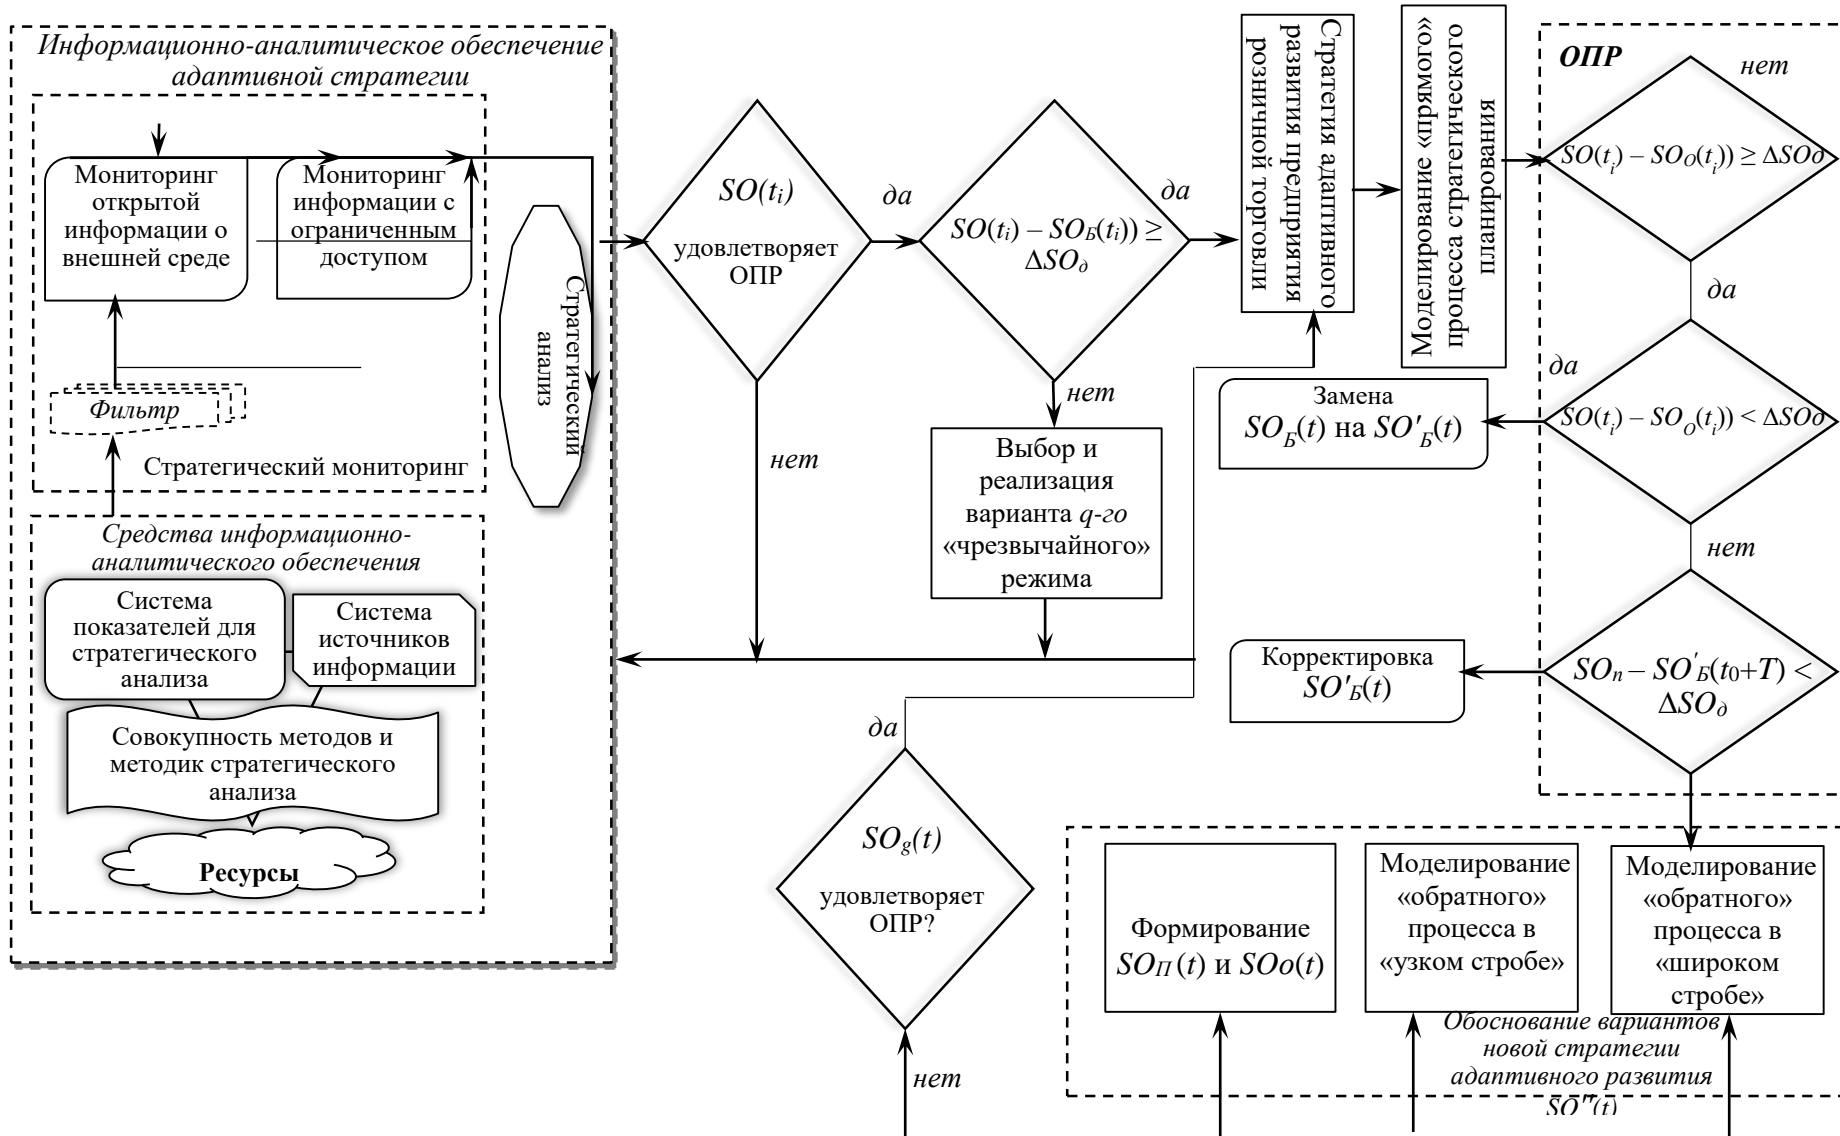 Информационно-аналитическое обеспечение
адаптивной стратегии
Мониторинг
открытой
информации о
внешней среде
Мониторинг
информации с
ограниченным
доступом
Фильтр
Стратегический мониторинг
Стратегический
анализ
Средства информационно-
аналитического обеспечения
Система
показателей для
стратегического
анализа
Система
источников
информации
Совокупность методов и
методик стратегического
анализа
Ресурсы
SO(ti)
удовлетворяет
ОПР
да
нет
SO(ti) – SOБ(ti)) ≥
ΔSOд
да
нет
Выбор и
реализация
варианта q-го
«чрезвычайного»
режима
Стратегия адаптивного
развития предприятия
розничной торговли
Моделирование «прямого»
процесса стратегического
планирования
ОПР
нет
SO(ti) – SOO(ti)) ≥ ΔSOд
да
да
SO(ti) – SOO(ti)) < ΔSOд
нет
Замена
SOБ(t) на SO'Б(t)
SOn – SO'Б(t0+T) <
ΔSOд
Корректировка
SO'Б(t)
да
SOg(t)
удовлетворяет
ОПР?
нет
Формирование
SOП (t) и SOo(t)
Моделирование
«обратного»
процесса в
«узком стробе»
Моделирование
«обратного»
процесса в
«широком
стробе»
Обоснование вариантов
новой стратегии
адаптивного развития
SO''(t)